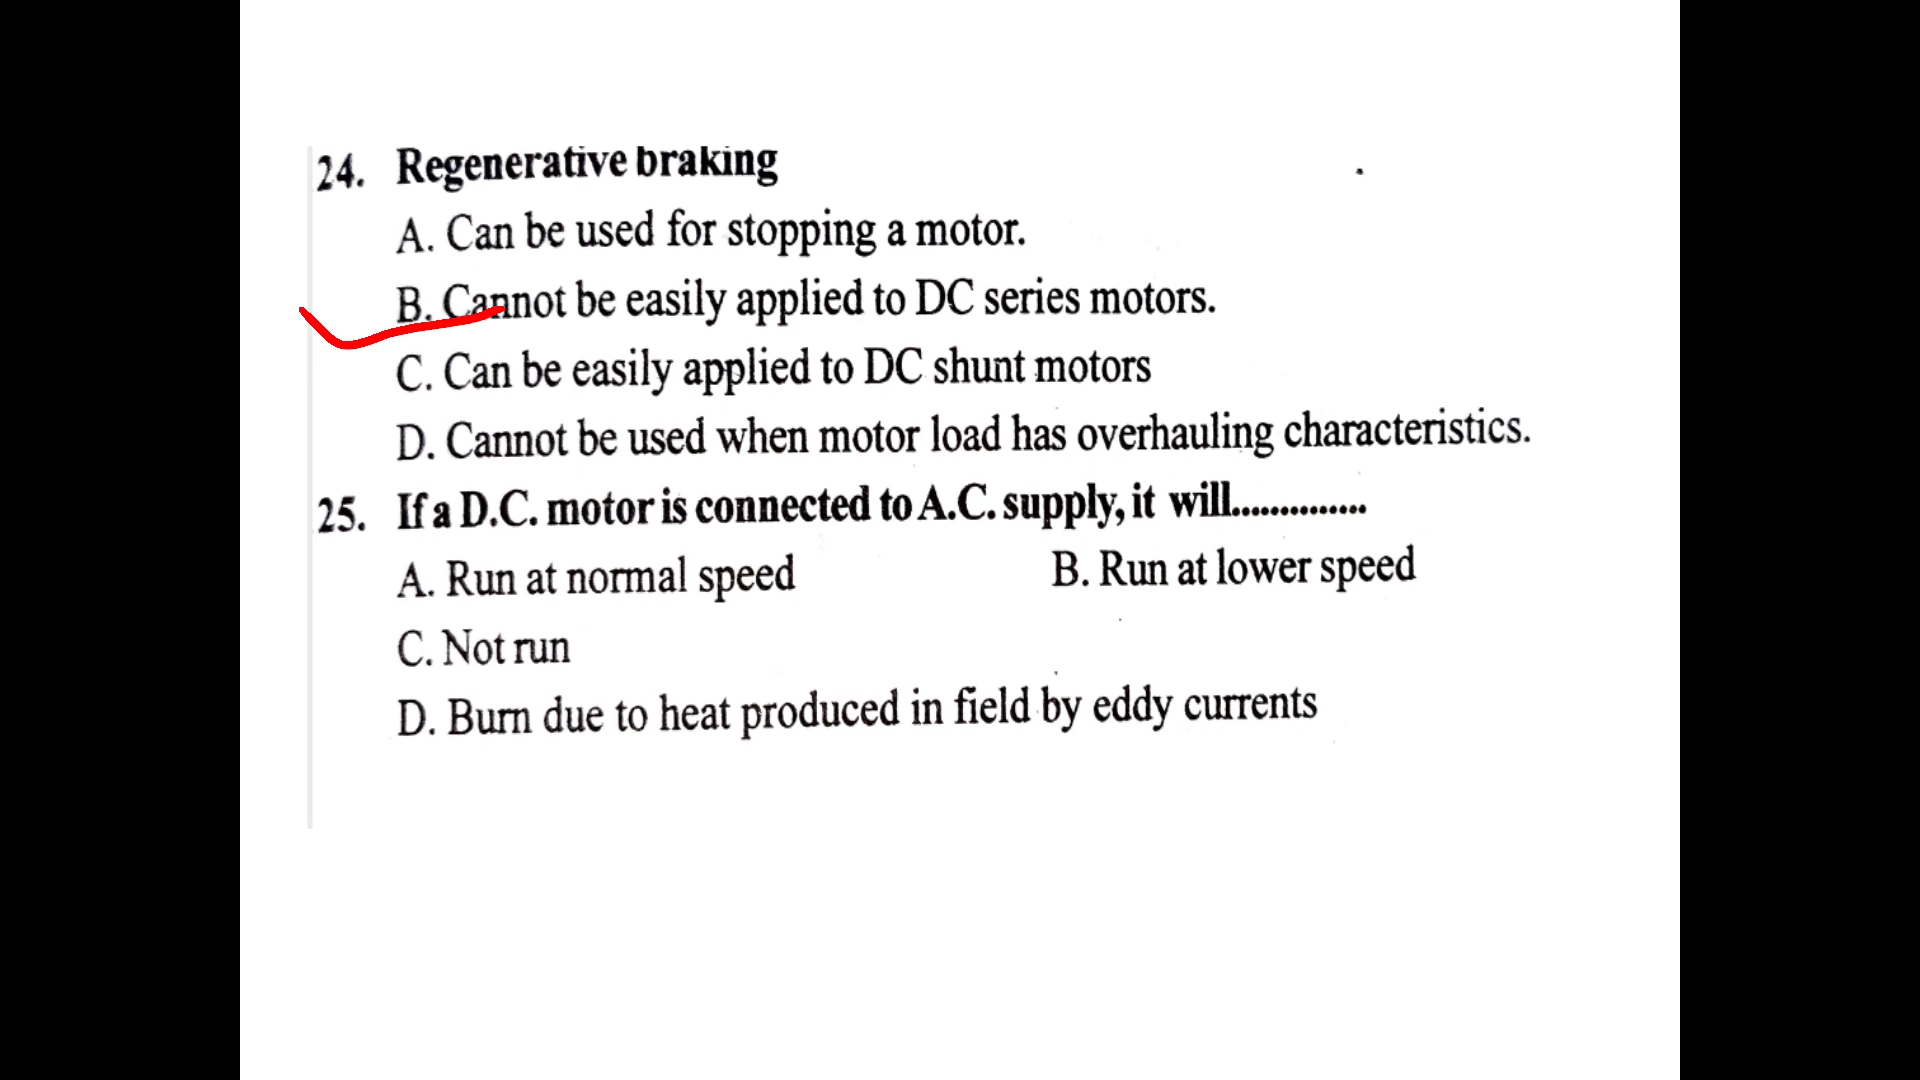 24. Regenerative braking
A. Can be used for stopping a motor.
B. Cannot be easily applied to DC series motors.
C. Can be easily applied to DC shunt motors
D. Cannot be used when motor load has overhauling characteristics.
25. If a D.C. motor is connected to A.C. supply, it will..............
A. Run at normal speed B. Run at lower speed
C. Not run
D. Burn due to heat produced in field by eddy currents